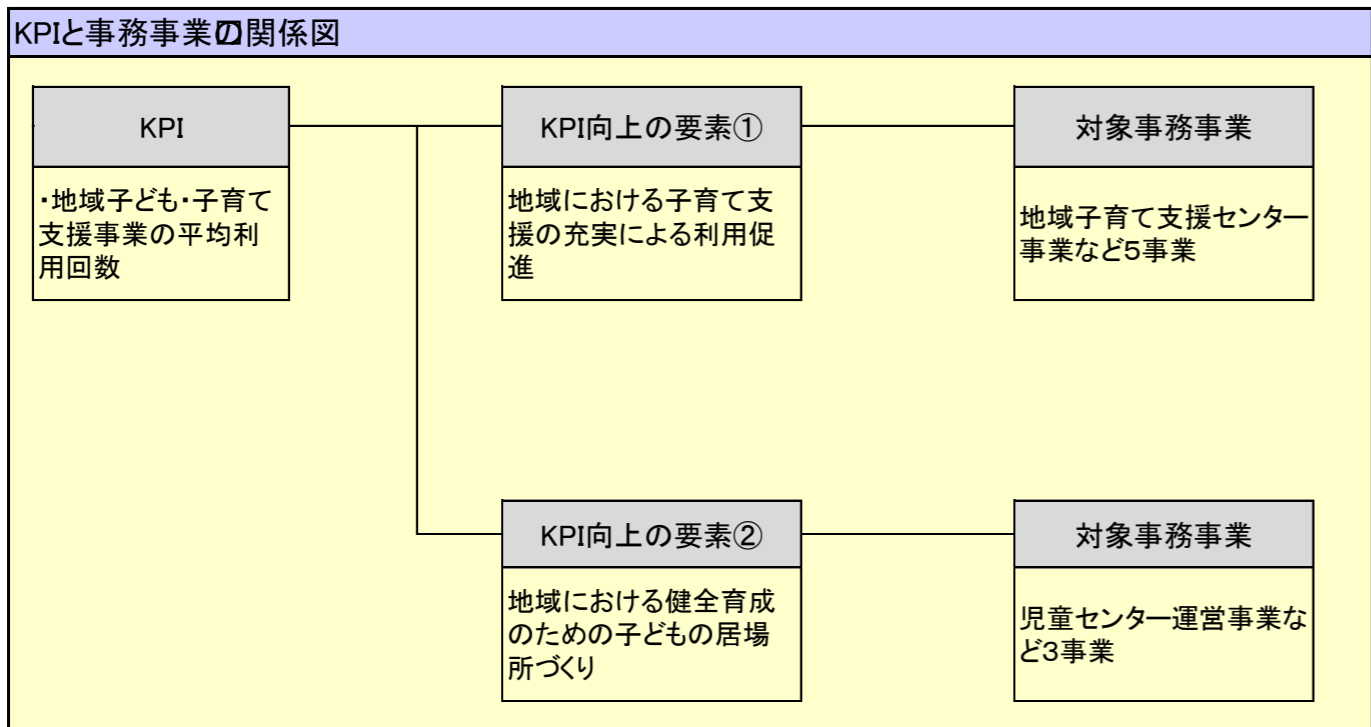 KPIと事務事業の関係図
KPI
・地域子ども・子育て
支援事業の平均利
用回数
KPI向上の要素①
地域における子育て支
援の充実による利用促
進
対象事務事業
地域子育て支援センター
事業など5事業
KPI向上の要素②
地域における健全育成
のための子どもの居場
所づくり
対象事務事業
児童センター運営事業な
ど3事業